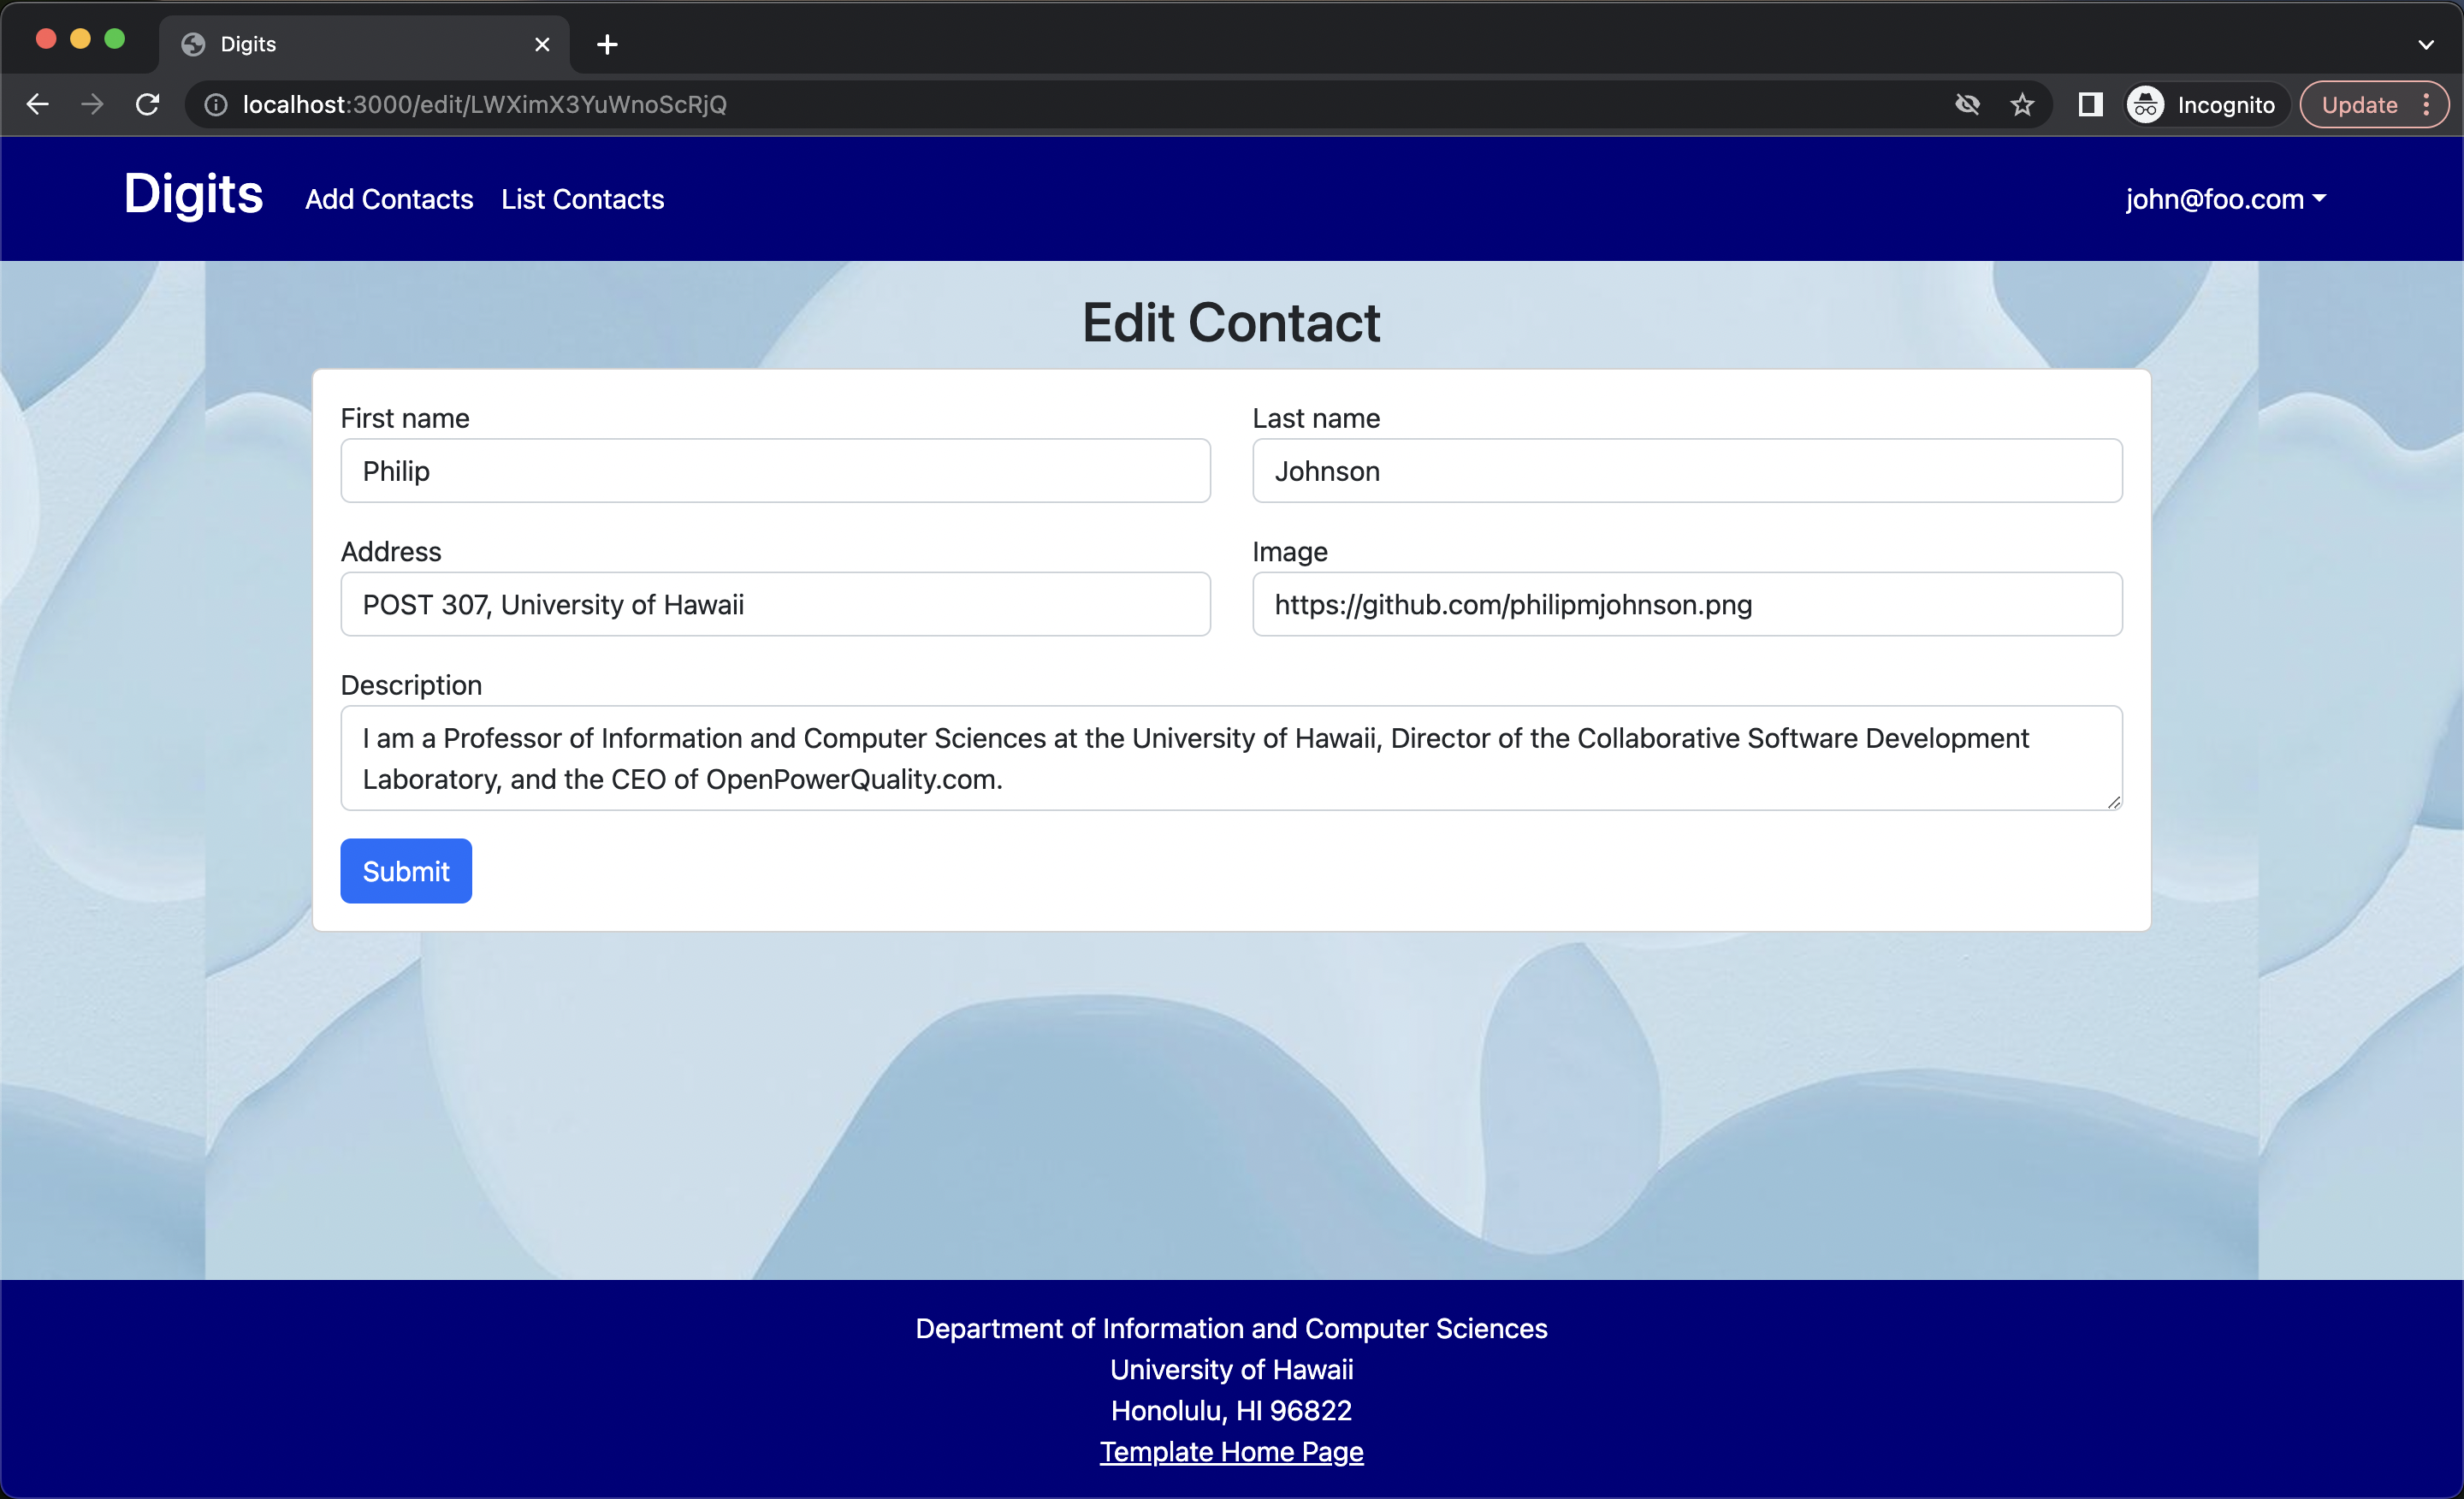 Digits
localhost:3000/edit/LWXimX3YuWnoScRjQ
Incognito
Update
Digits
Add Contacts
List Contacts
john@foo.com
Edit Contact
First name
Last name
Philip
Johnson
Address
Image
POST 307, University of Hawaii
https://github.com/philipmjohnson.png
Description
I am a Professor of Information and Computer Sciences at the University of Hawaii, Director of the Collaborative Software Development
Laboratory, and the CEO of OpenPowerQuality.com.
Submit
Department of Information and Computer Sciences
University of Hawaii
Honolulu, HI 96822
Template Home Page